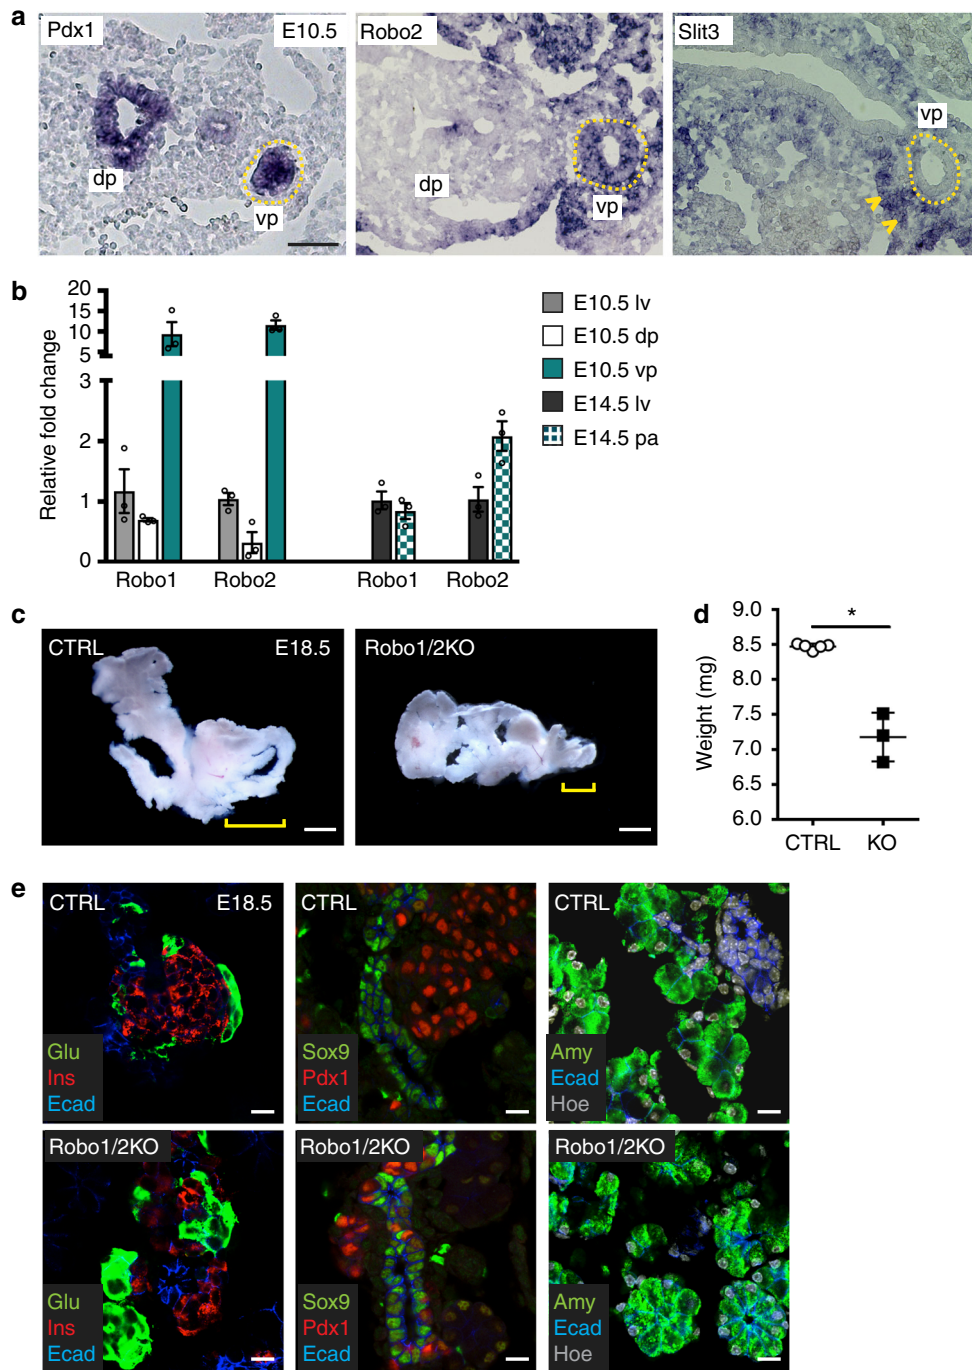 a
Pdx1
E10.5
dp
vp
Robo2
dp
vp
Slit3
vp
b
Relative fold change
20
15
10
5
3
2
1
0
Robo1
Robo2
Robo1
Robo2
E10.5 lv
E10.5 dp
E10.5 vp
E14.5 lv
E14.5 pa
c
CTRL
E18.5
Robo1/2KO
d
Weight (mg)
9.0
8.5
8.0
7.5
7.0
6.5
6.0
*
CTRL
KO
e
CTRL
E18.5
Glu
Ins
Ecad
CTRL
Sox9
Pdx1
Ecad
CTRL
Amy
Ecad
Hoe
Robo1/2KO
Glu
Ins
Ecad
Robo1/2KO
Sox9
Pdx1
Ecad
Robo1/2KO
Amy
Ecad
Hoe